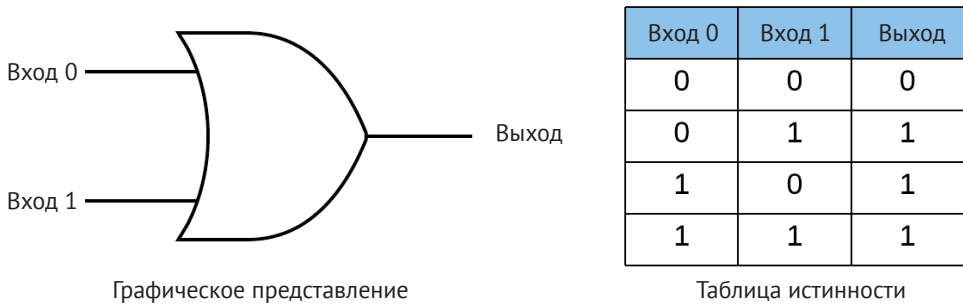 Вход 0
Вход 1
Выход
Графическое представление
Вход 0 Вход 1 Выход
0 0 0
0 1 1
1 0 1
1 1 1
Таблица истинности